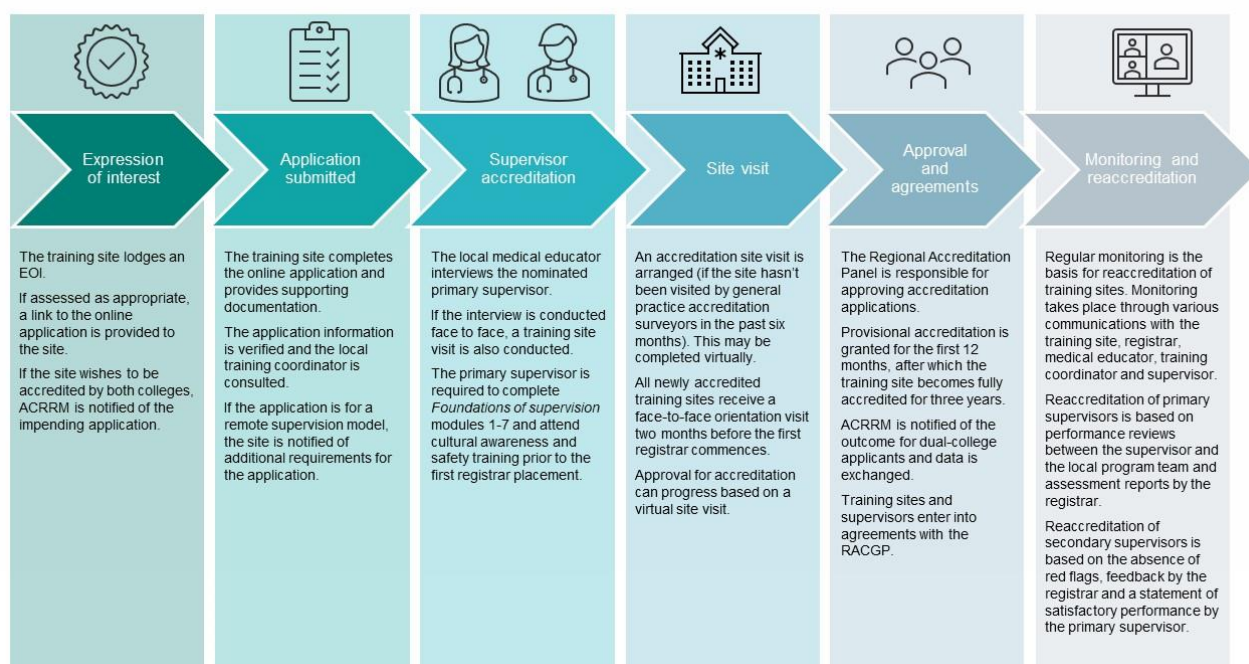 Expression
of interest
Application
submitted
Supervisor
accreditation
Site visit
Approval
and
agreements
Monitoring and
reaccreditation
The training site lodges an
EOI.
If assessed as appropriate,
a link to the online
application is provided to
the site.
If the site wishes to be
accredited by both colleges,
ACRRM is notified of the
impending application.
The training site completes
the online application and
provides supporting
documentation.
The application information
is verified and the local
training coordinator is
consulted.
If the application is for a
remote supervision model,
the site is notified of
additional requirements for
the application.
The local medical educator
interviews the nominated
primary supervisor.
If the interview is conducted
face to face, a training site
visit is also conducted.
The primary supervisor is
required to complete
Foundations of supervision
modules 1-7 and attend
cultural awareness and
safety training prior to the
first registrar placement.
An accreditation site visit is
arranged (if the site hasn't
been visited by general
practice accreditation
surveyors in the past six
months). This may be
completed virtually.
All newly accredited
training sites receive a
face-to-face orientation visit
two months before the first
registrar commences.
Approval for accreditation
can progress based on a
virtual site visit.
The Regional Accreditation
Panel is responsible for
approving accreditation
applications.
Provisional accreditation is
granted for the first 12
months, after which the
training site becomes fully
accredited for three years.
ACRRM is notified of the
outcome for dual-college
applicants and data is
exchanged.
Training sites and
supervisors enter into
agreements with the
RACGP.
Regular monitoring is the
basis for reaccreditation of
training sites. Monitoring
takes place through various
communications with the
training site, registrar,
medical educator, training
coordinator and supervisor.
Reaccreditation of primary
supervisors is based on
performance reviews
between the supervisor and
the local program team and
assessment reports by the
registrar.
Reaccreditation of
secondary supervisors is
based on the absence of
red flags, feedback by the
registrar and a statement of
satisfactory performance by
the primary supervisor.